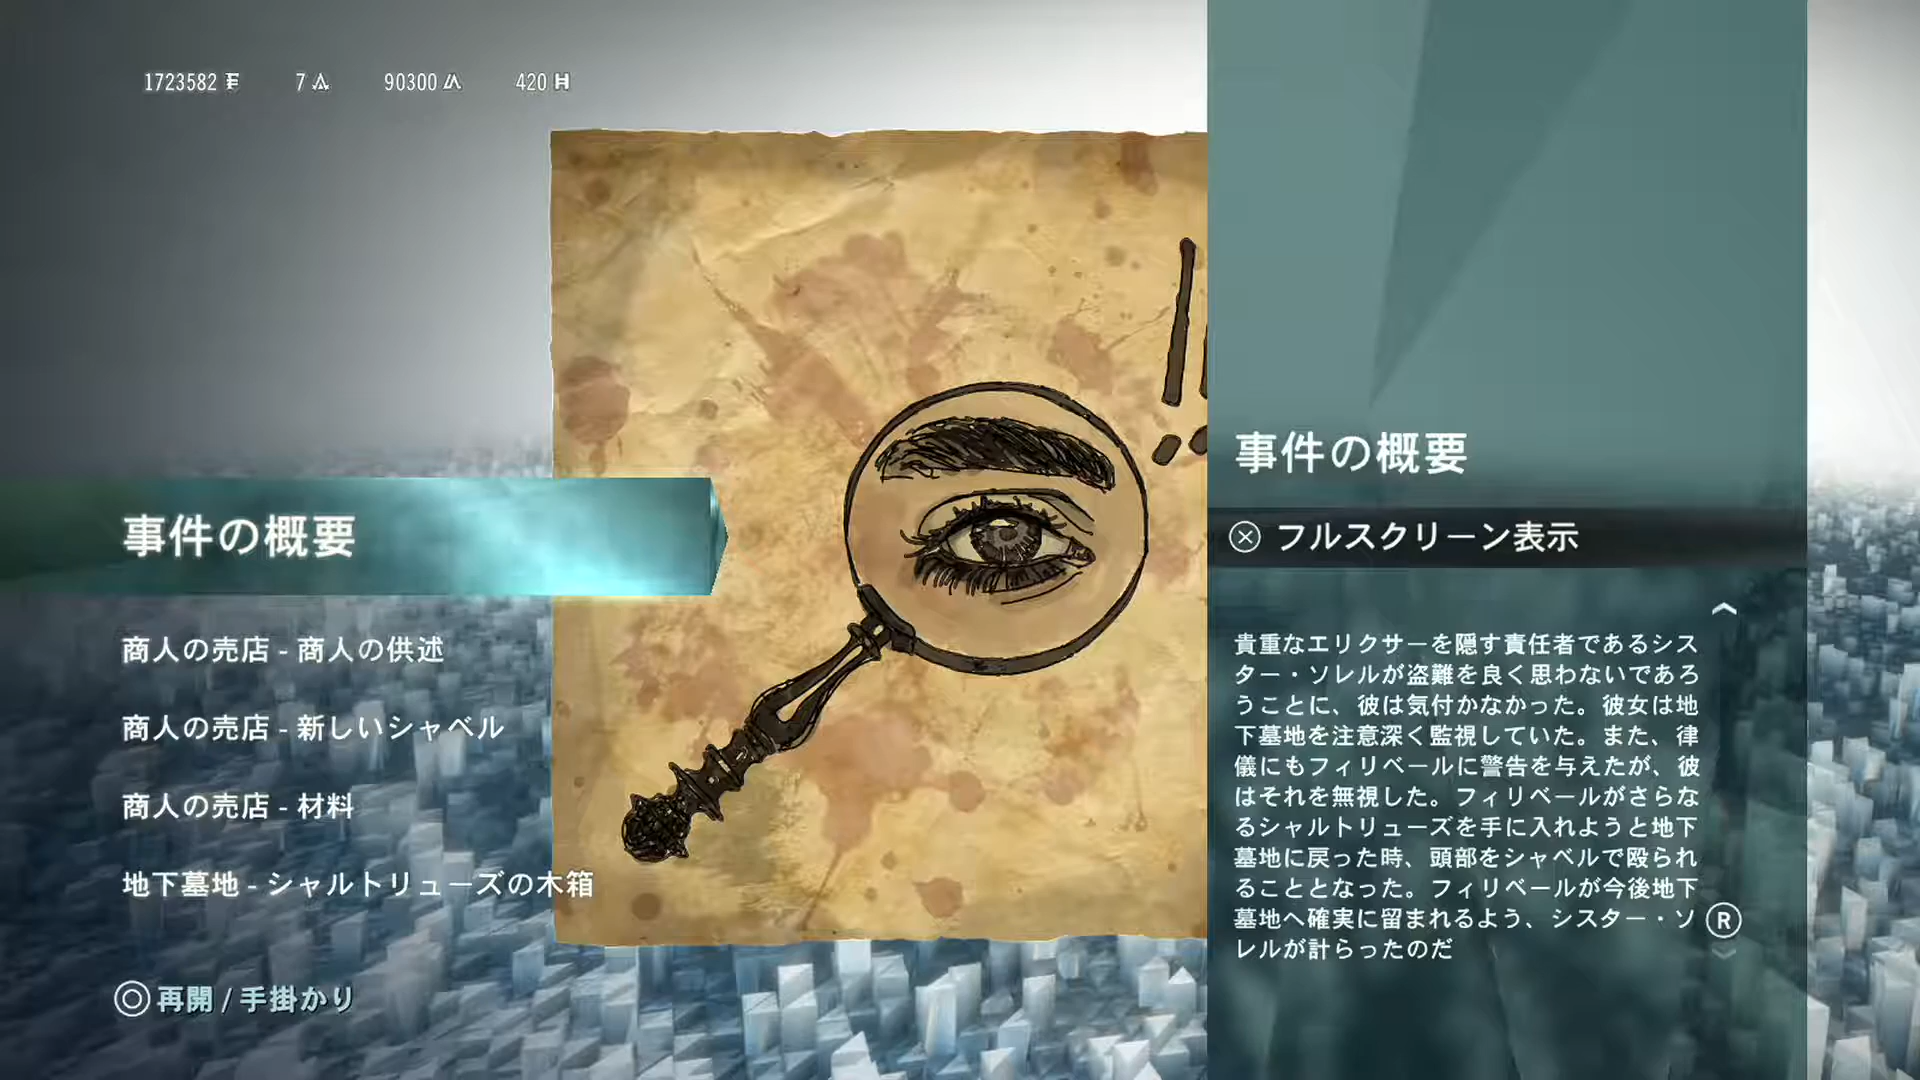 1723582 7 90300 420
事件の概要
商人の売店 - 商人の供述
商人の売店 - 新しいシャベル
商人の売店 - 材料
地下墓地 - シャルトリューズの木箱
再開 / 手掛かり
事件の概要
フルスクリーン表示
貴重なエリクサーを隠す責任者であるシス
ター・ソレルが盗難を良く思わないであろ
うことに、彼は気付かなかった。彼女は地
下墓地を注意深く監視していた。また、律
儀にもフィリベールに警告を与えたが、彼
はそれを無視した。フィリベールがさらな
るシャルトリューズを手に入れようと地下
墓地に戻った時、頭部をシャベルで殴られ
ることとなった。フィリベールが今後地下
墓地へ確実に留まれるよう、シスター・ソ
レルが計らったのだ
R